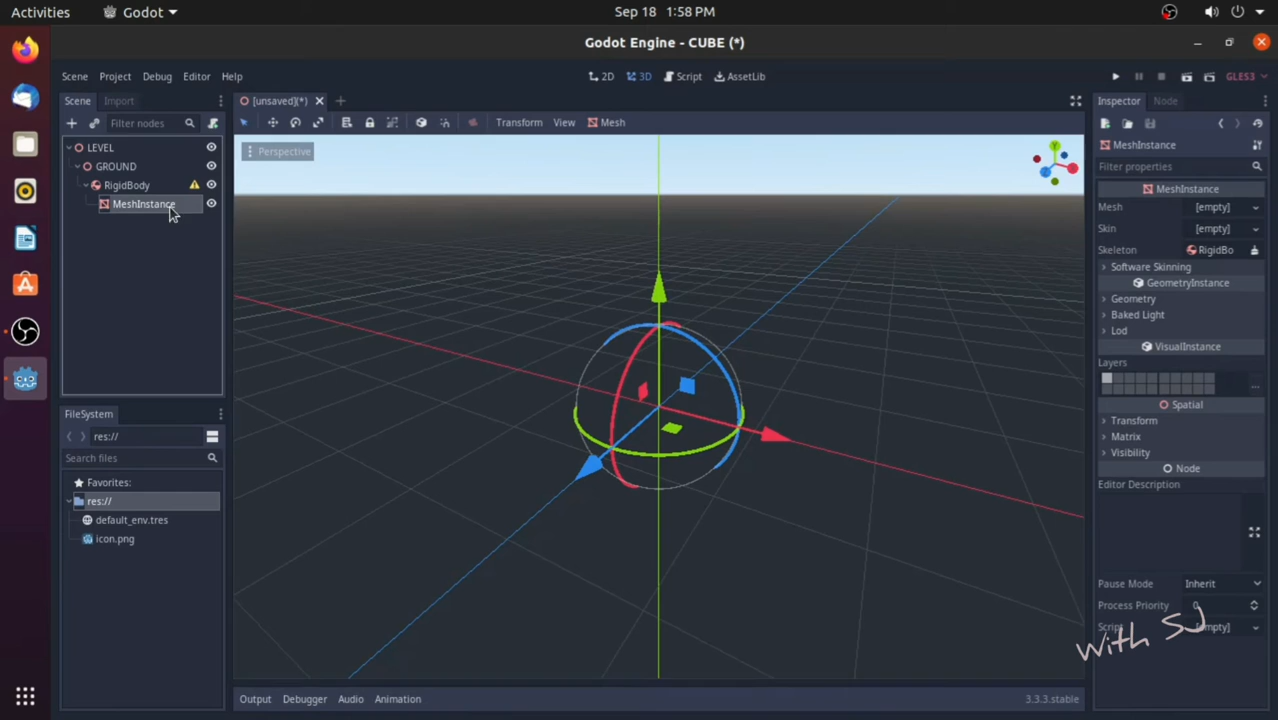 Activities Godot Sep 18 1:58 PM
Godot Engine - CUBE (*)
Scene Project Debug Editor Help 2D 3D Script AssetLib GLES3
Scene Import [unsaved](*) Inspector Node
Filter nodes Transform View Mesh
LEVEL
GROUND
RigidBody
MeshInstance
Perspective
Y
X
Z
MeshInstance
Filter properties
MeshInstance
Mesh [empty]
Skin [empty]
Skeleton RigidBo
Software Skinning
GeometryInstance
Geometry
Baked Light
Lod
VisualInstance
Layers
Spatial
Transform
Matrix
Visibility
Node
Editor Description
Pause Mode Inherit
Process Priority 0
Script [empty]
With SJ
FileSystem
res://
Search files
Favorites:
res://
default_env.tres
icon.png
Output Debugger Audio Animation 3.3.3.stable